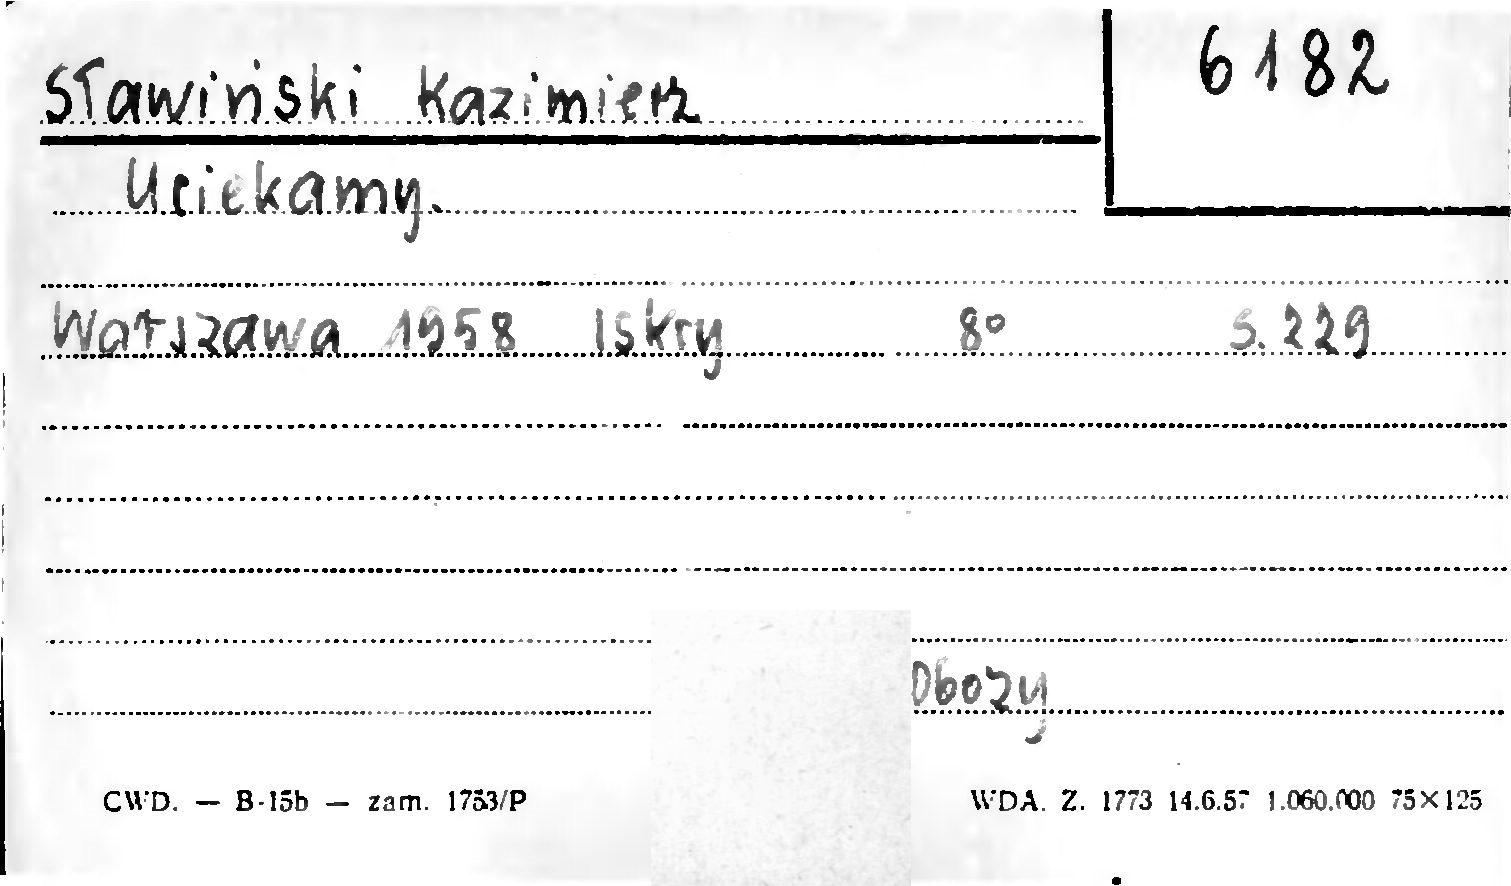 6182
Sławiński Kazimierz
Uciekamy.
Warszawa 1958 Iskry 8° s. 229
Obozy
CWD. — B-15b — zam. 1753/P
WDA. Z. 1773 14.6.57 1.060.000 75×125